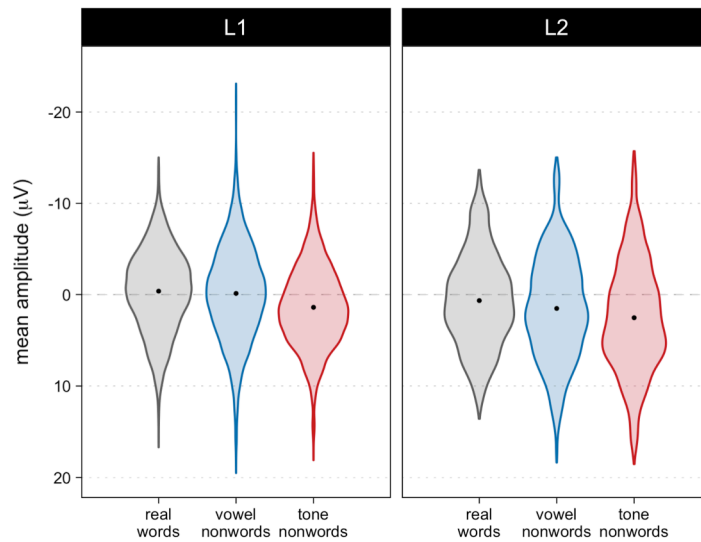 L1
L2
mean amplitude (μV)
-20
-10
0
10
20
real
words
vowel
nonwords
tone
nonwords
real
words
vowel
nonwords
tone
nonwords